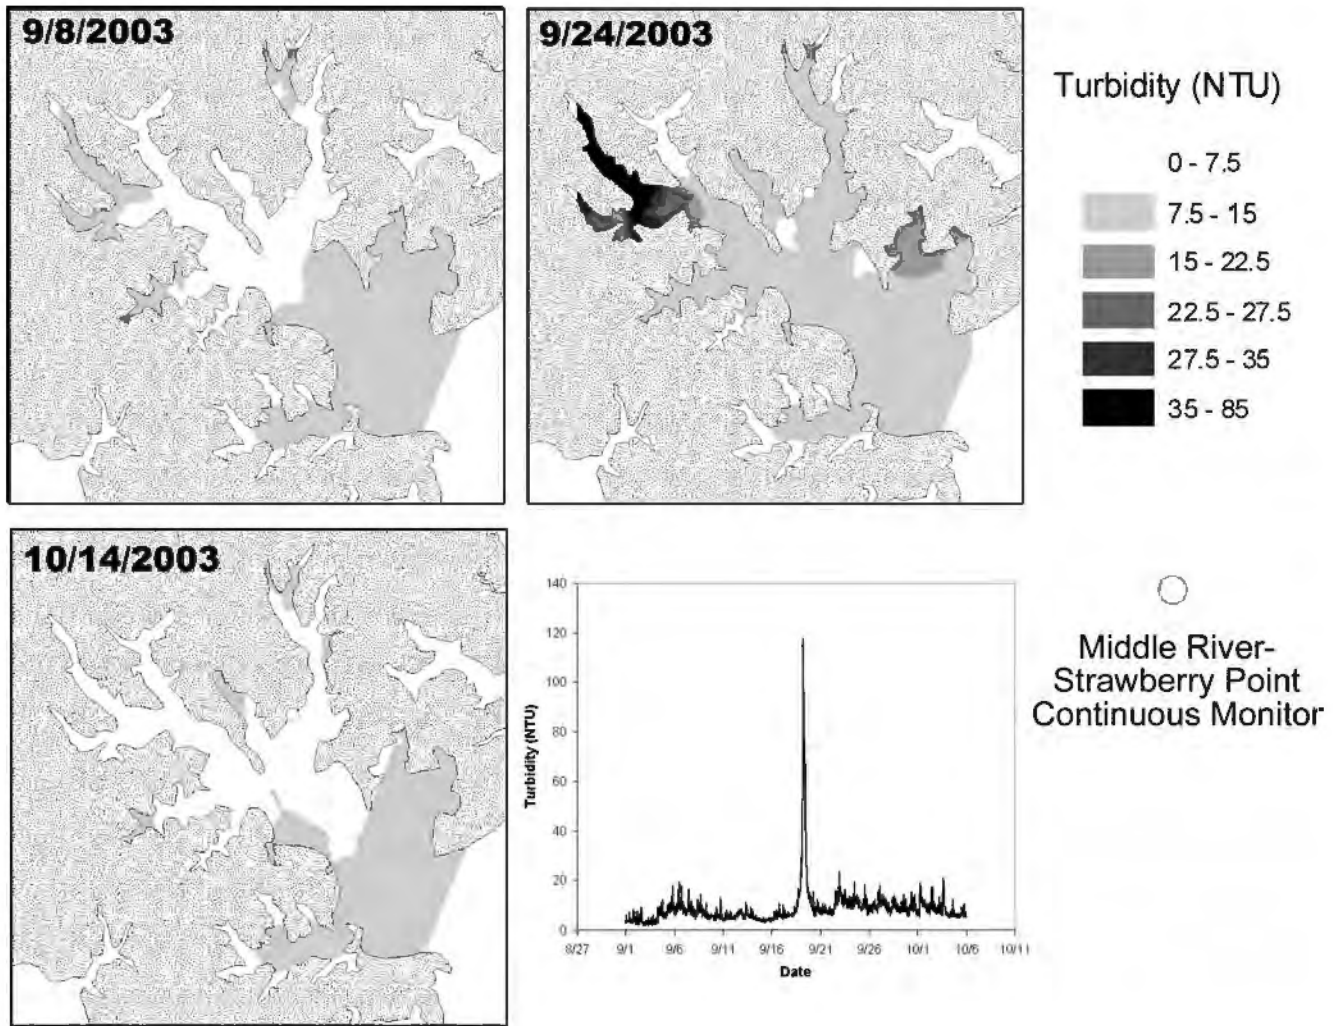 9/8/2003
9/24/2003
Turbidity (NTU)
0 - 7.5
7.5 - 15
15 - 22.5
22.5 - 27.5
27.5 - 35
35 - 85
10/14/2003
140
120
100
80
60
40
20
0
Turbidity (NTU)
8/27 9/1 9/6 9/11 9/16 9/21 9/26 10/1 10/6 10/11
Date
Middle River-
Strawberry Point
Continuous Monitor